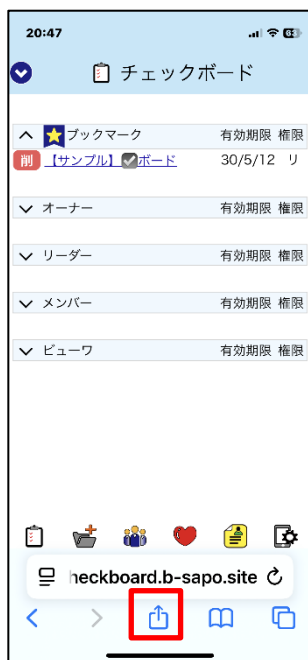 20:47
チェックボード
ブックマーク 有効期限 権限
削 【サンプル】✅ボード 30/5/12 リ
オーナー 有効期限 権限
リーダー 有効期限 権限
メンバー 有効期限 権限
ビューワ 有効期限 権限
heckboard.b-sapo.site